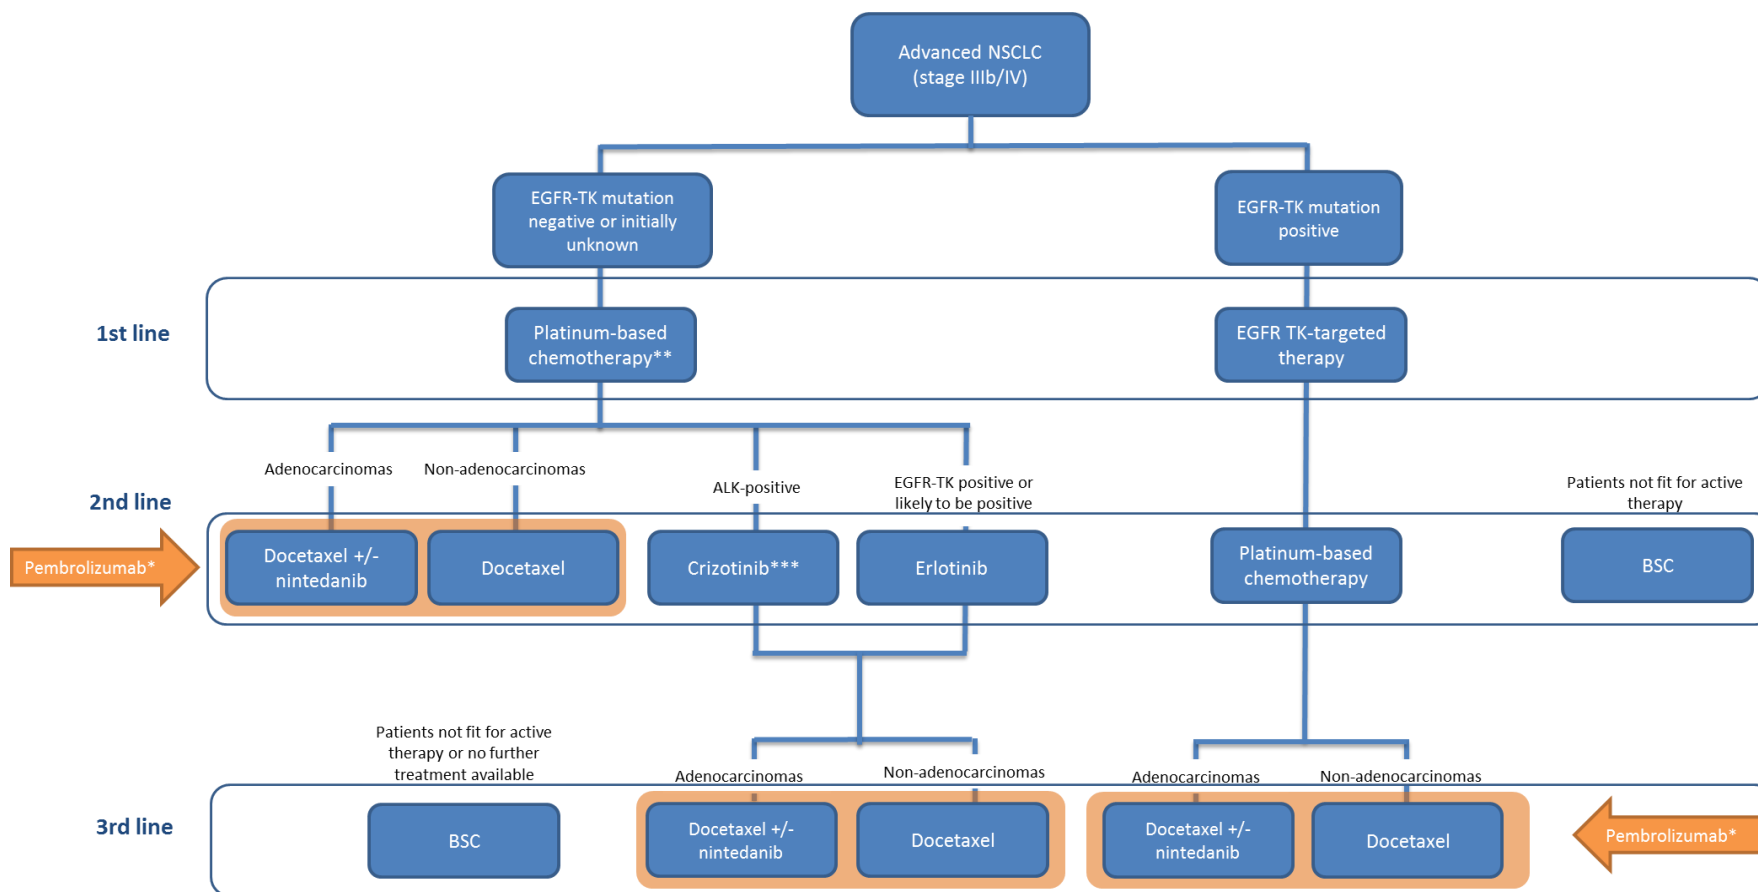 Advanced NSCLC
(stage IIIb/IV)
EGFR-TK mutation
negative or initially
unknown
EGFR-TK mutation
positive
1st line
Platinum-based
chemotherapy**
EGFR TK-targeted
therapy
Adenocarcinomas
Non-adenocarcinomas
ALK-positive
EGFR-TK positive or
likely to be positive
Patients not fit for active
therapy
2nd line
Pembrolizumab*
Docetaxel +/-
nintedanib
Docetaxel
Crizotinib***
Erlotinib
Platinum-based
chemotherapy
BSC
Patients not fit for active
therapy or no further
treatment available
Adenocarcinomas
Non-adenocarcinomas
Adenocarcinomas
Non-adenocarcinomas
3rd line
BSC
Docetaxel +/-
nintedanib
Docetaxel
Docetaxel +/-
nintedanib
Docetaxel
Pembrolizumab*